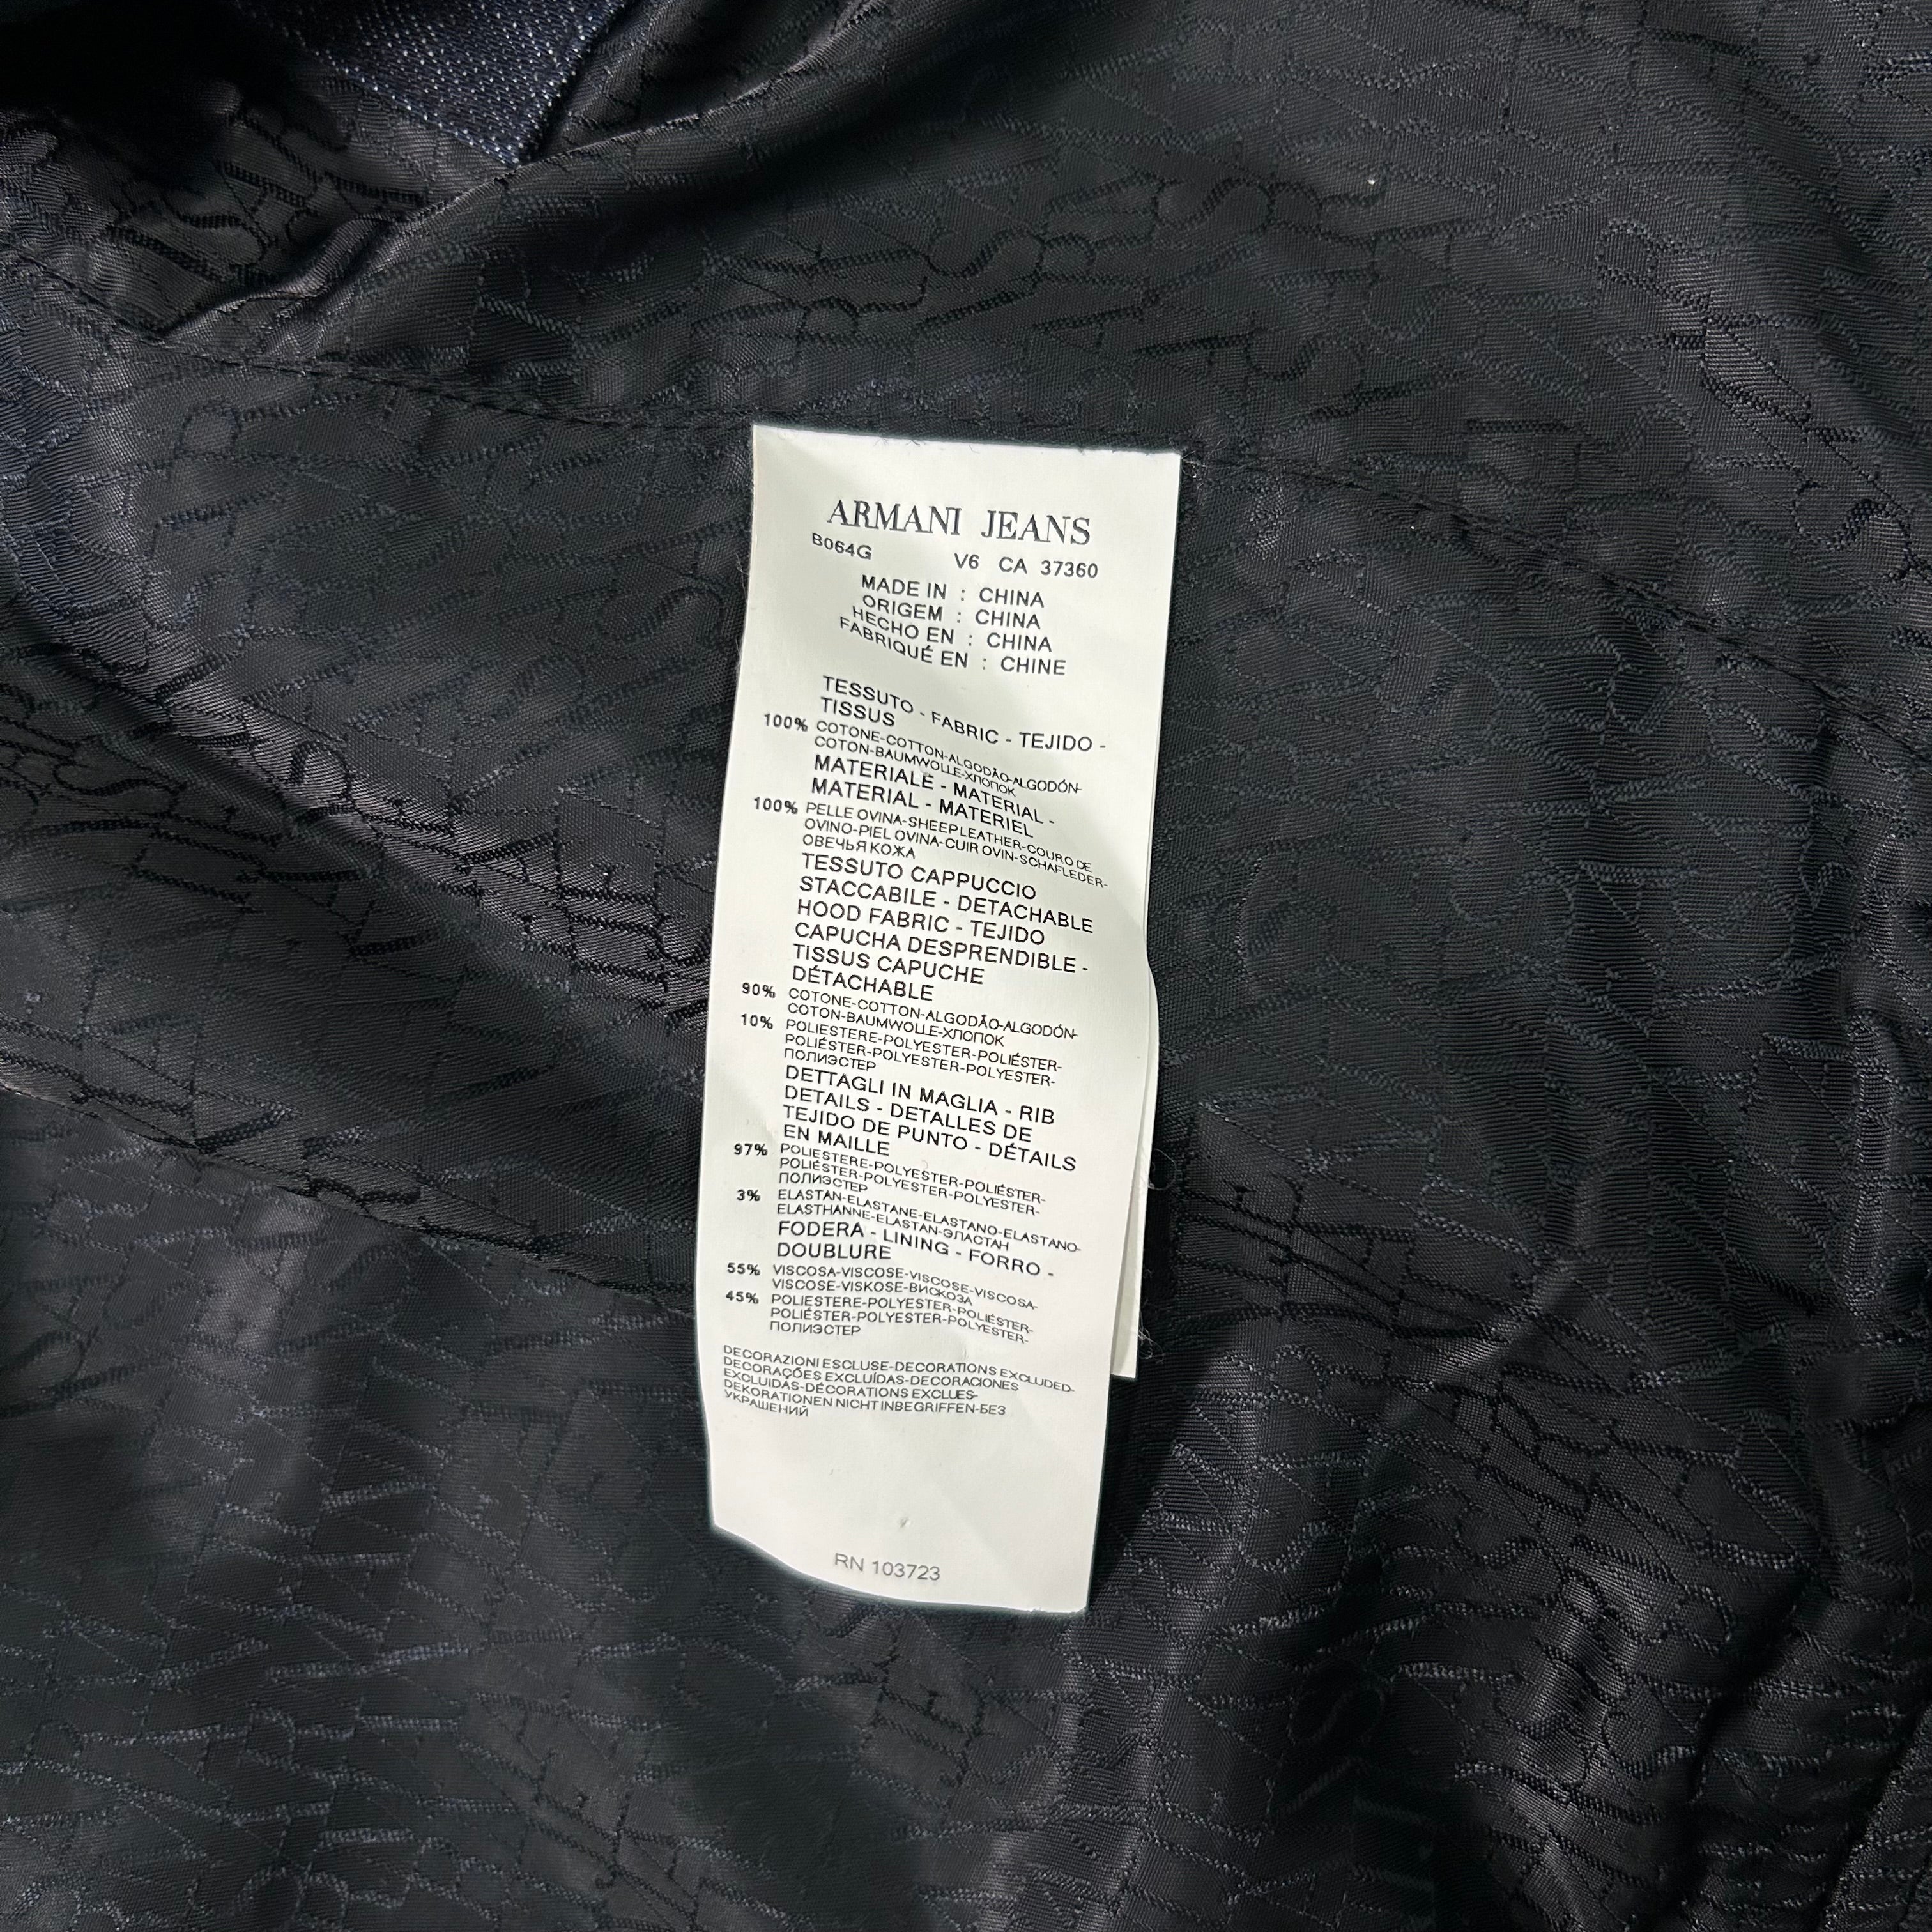 ARMANI JEANS
B064G V6 CA 37360
MADE IN : CHINA
ORIGEM : CHINA
HECHO EN : CHINA
FABRIQUÉ EN : CHINE
TESSUTO - FABRIC - TEJIDO -
TISSUS
100% COTONE-COTTON-ALGODÃO-ALGODÓN-
COTON-BAUMWOLLE-ХЛОПОК
MATERIALE - MATERIAL -
MATERIAL - MATERIEL
100% PELLE OVINA-SHEEPLEATHER-COURO DE
OVINO-PIEL OVINA-CUIR OVIN-SCHAFLEDER-
ОВЕЧЬЯ КОЖА
TESSUTO CAPPUCCIO
STACCABILE - DETACHABLE
HOOD FABRIC - TEJIDO
CAPUCHA DESPRENDIBLE -
TISSUS CAPUCHE
DÉTACHABLE
90% COTONE-COTTON-ALGODÃO-ALGODÓN-
COTON-BAUMWOLLE-ХЛОПОК
10% POLIESTERE-POLYESTER-POLIÉSTER-
POLIÉSTER-POLYESTER-POLYESTER-
ПОЛИЭСТЕР
DETTAGLI IN MAGLIA - RIB
DETAILS - DETALLES DE
TEJIDO DE PUNTO - DÉTAILS
EN MAILLE
97% POLIESTERE-POLYESTER-POLIÉSTER-
POLIÉSTER-POLYESTER-POLYESTER-
ПОЛИЭСТЕР
3% ELASTAN-ELASTANE-ELASTANO-ELASTANO-
ELASTHANNE-ELASTAN-ЭЛАСТАН
FODERA - LINING - FORRO -
DOUBLURE
55% VISCOSA-VISCOSE-VISCOSE-VISCOSA-
VISCOSE-VISKOSE-ВИСКОЗА
45% POLIESTERE-POLYESTER-POLIÉSTER-
POLIÉSTER-POLYESTER-POLYESTER-
ПОЛИЭСТЕР
DECORAZIONI ESCLUSE-DECORATIONS EXCLUDED-
DECORAÇÕES EXCLUÍDAS-DECORACIONES
EXCLUIDAS-DÉCORATIONS EXCLUES-
DEKORATIONEN NICHT INBEGRIFFEN-БЕЗ
УКРАШЕНИЙ
RN 103723